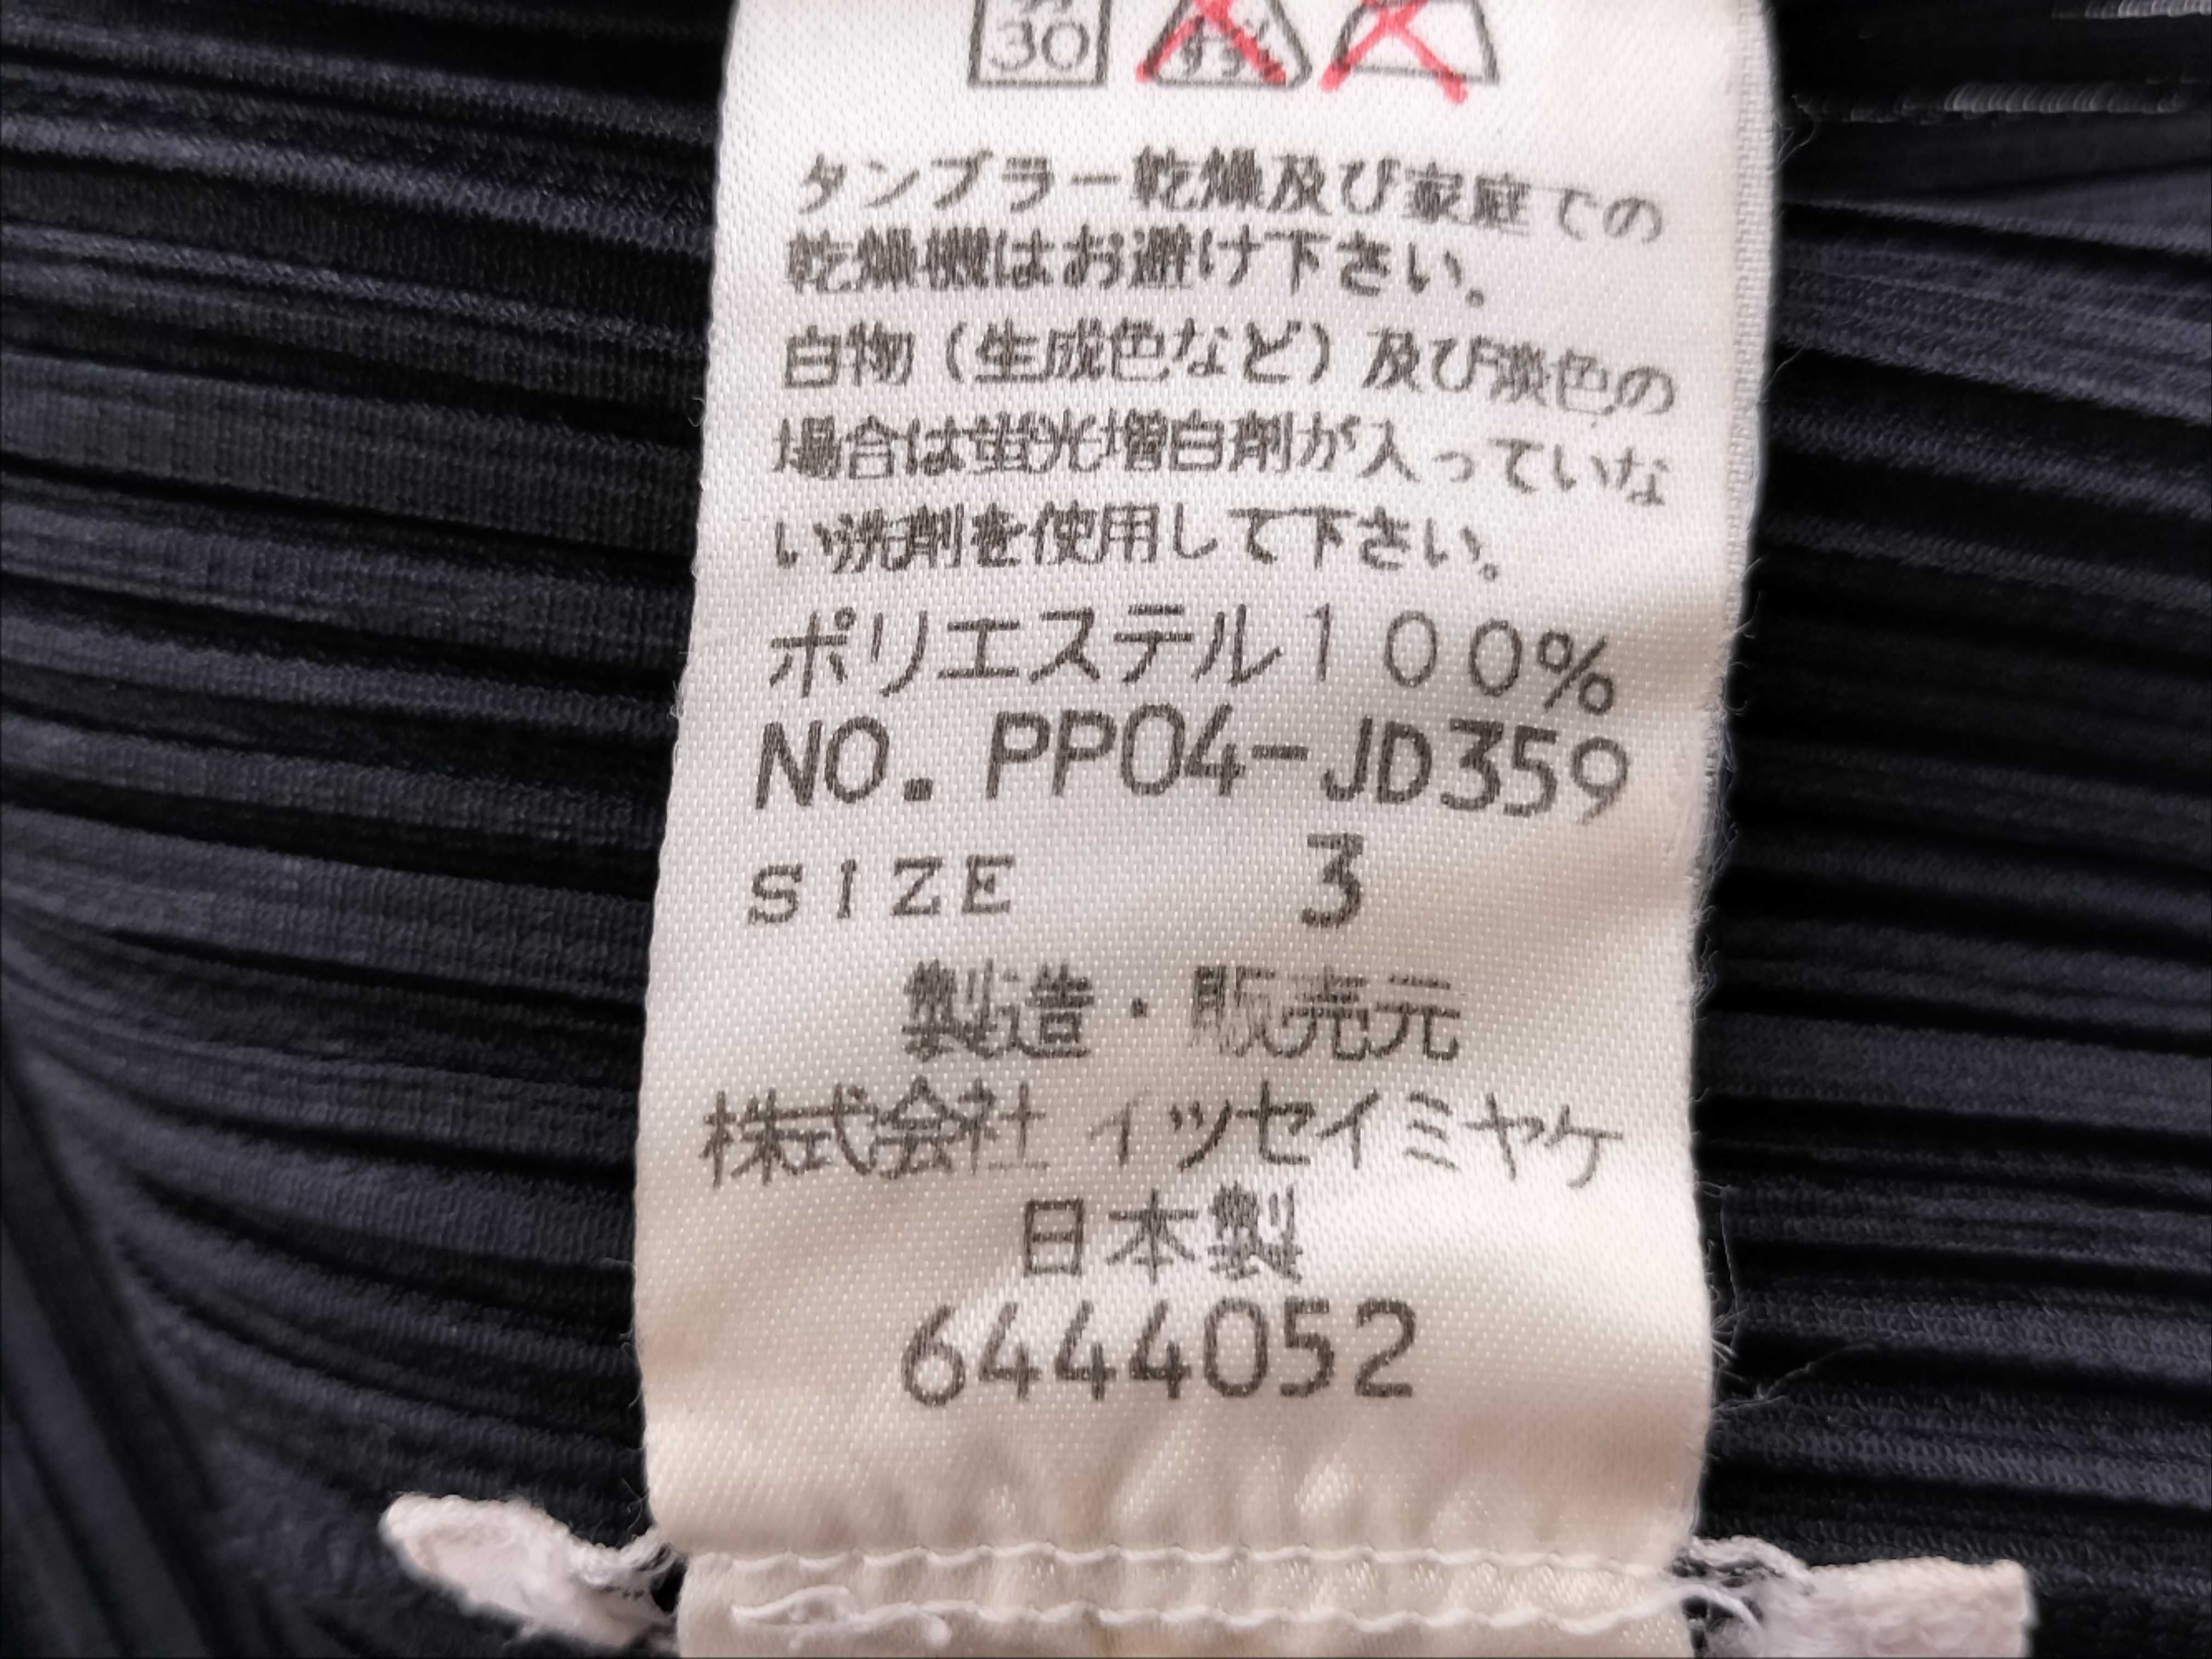 30
タンブラー乾燥及び家庭での
乾燥機はお避け下さい。
白物（生成色など）及び淡色の
場合は蛍光増白剤が入っていな
い洗剤を使用して下さい。
ポリエステル１００％
NO. PP04-JD359
SIZE 3
製造・販売元
株式会社 イッセイミヤケ
日本製
6444052